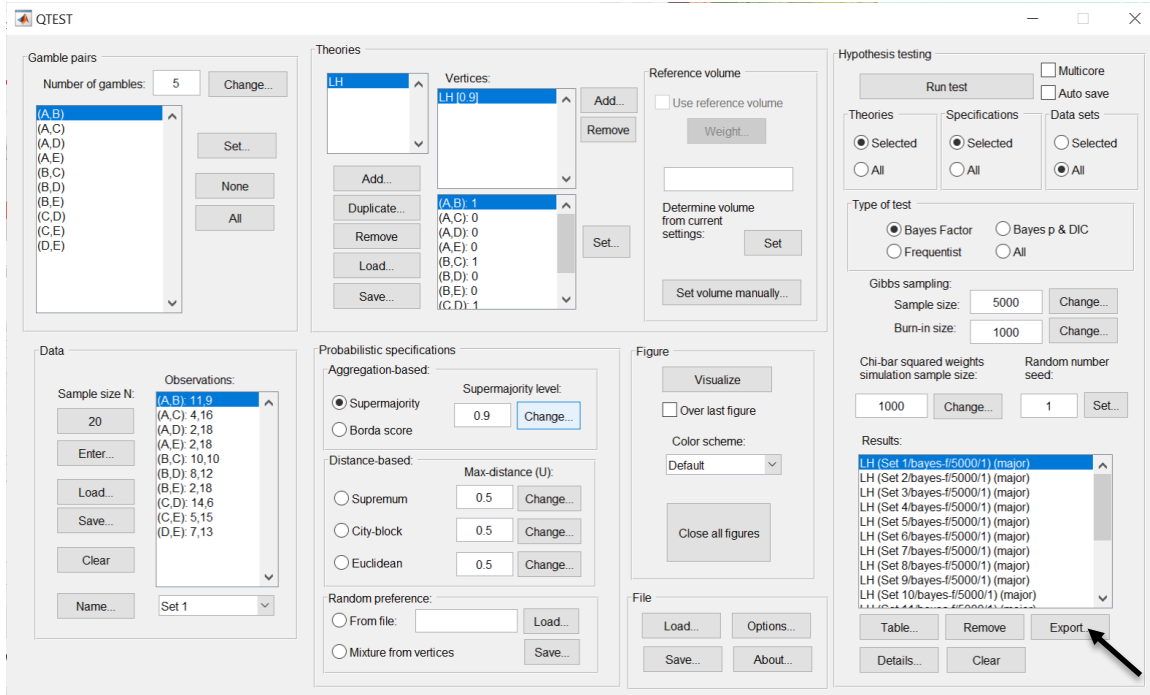 QTEST
Gamble pairs
Number of gambles: 5 Change...
(A,B)
(A,C)
(A,D)
(A,E)
(B,C)
(B,D)
(B,E)
(C,D)
(C,E)
(D,E)
Set...
None
All
Theories
LH
Add...
Duplicate...
Remove
Load...
Save...
Vertices:
LH [0.9]
Add...
Remove
(A,B): 1
(A,C): 0
(A,D): 0
(A,E): 0
(B,C): 1
(B,D): 0
(B,E): 0
(C,D): 1
Set...
Reference volume
Use reference volume
Weight...
Determine volume
from current
settings:
Set
Set volume manually...
Hypothesis testing
Run test
Multicore
Auto save
Theories
Selected
All
Specifications
Selected
All
Data sets
Selected
All
Type of test
Bayes Factor Bayes p & DIC
Frequentist All
Gibbs sampling:
Sample size: 5000 Change...
Burn-in size: 1000 Change...
Chi-bar squared weights
simulation sample size:
1000 Change...
Random number
seed:
1 Set...
Results:
LH (Set 1/bayes-f/5000/1) (major)
LH (Set 2/bayes-f/5000/1) (major)
LH (Set 3/bayes-f/5000/1) (major)
LH (Set 4/bayes-f/5000/1) (major)
LH (Set 5/bayes-f/5000/1) (major)
LH (Set 6/bayes-f/5000/1) (major)
LH (Set 7/bayes-f/5000/1) (major)
LH (Set 8/bayes-f/5000/1) (major)
LH (Set 9/bayes-f/5000/1) (major)
LH (Set 10/bayes-f/5000/1) (major)
LH (Set 11/bayes-f/5000/1) (major)
Table... Remove Export...
Details... Clear
Data
Sample size N:
20
Enter...
Load...
Save...
Clear
Name... Set 1
Observations:
(A,B): 11,9
(A,C): 4,16
(A,D): 2,18
(A,E): 2,18
(B,C): 10,10
(B,D): 8,12
(B,E): 2,18
(C,D): 14,6
(C,E): 5,15
(D,E): 7,13
Probabilistic specifications
Aggregation-based:
Supermajority
Borda score
Supermajority level:
0.9 Change...
Distance-based:
Max-distance (U):
Supremum 0.5 Change...
City-block 0.5 Change...
Euclidean 0.5 Change...
Random preference:
From file: Load...
Mixture from vertices Save...
Figure
Visualize
Over last figure
Color scheme:
Default
Close all figures
File
Load... Options...
Save... About...